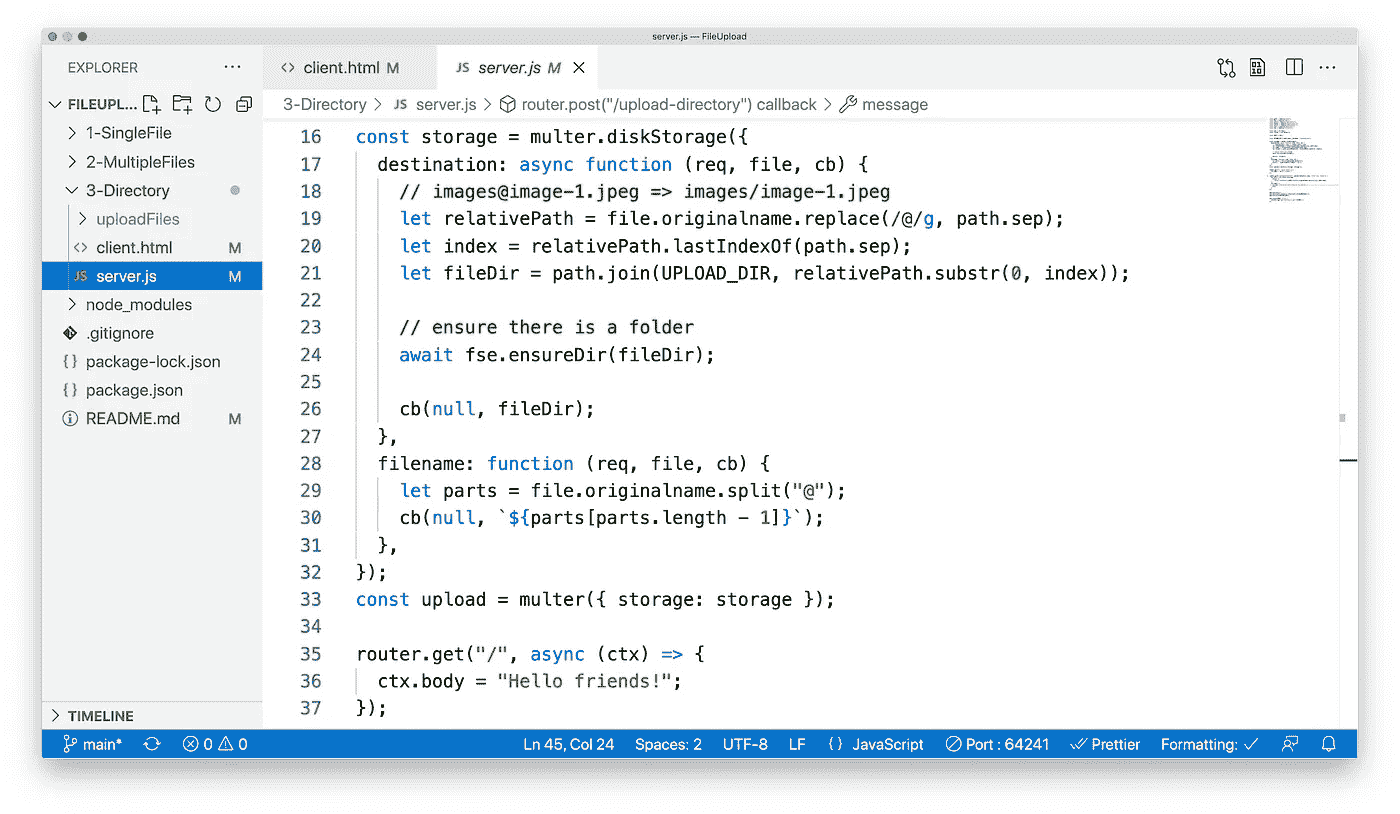 server.js — FileUpload
EXPLORER
FILEUPL...
1-SingleFile
2-MultipleFiles
3-Directory
uploadFiles
client.html M
JS server.js M
node_modules
.gitignore
{} package-lock.json
{} package.json
README.md M
TIMELINE
<> client.html M
JS server.js M
3-Directory > JS server.js > router.post("/upload-directory") callback > message
16 const storage = multer.diskStorage({
17 destination: async function (req, file, cb) {
18 // images@image-1.jpeg => images/image-1.jpeg
19 let relativePath = file.originalname.replace(/@/g, path.sep);
20 let index = relativePath.lastIndexOf(path.sep);
21 let fileDir = path.join(UPLOAD_DIR, relativePath.substr(0, index));
22
23 // ensure there is a folder
24 await fse.ensureDir(fileDir);
25
26 cb(null, fileDir);
27 },
28 filename: function (req, file, cb) {
29 let parts = file.originalname.split("@");
30 cb(null, `${parts[parts.length - 1]}`);
31 },
32 });
33 const upload = multer({ storage: storage });
34
35 router.get("/", async (ctx) => {
36 ctx.body = "Hello friends!";
37 });
main* 0 0 Ln 45, Col 24 Spaces: 2 UTF-8 LF {} JavaScript Port : 64241 Prettier Formatting: ✓